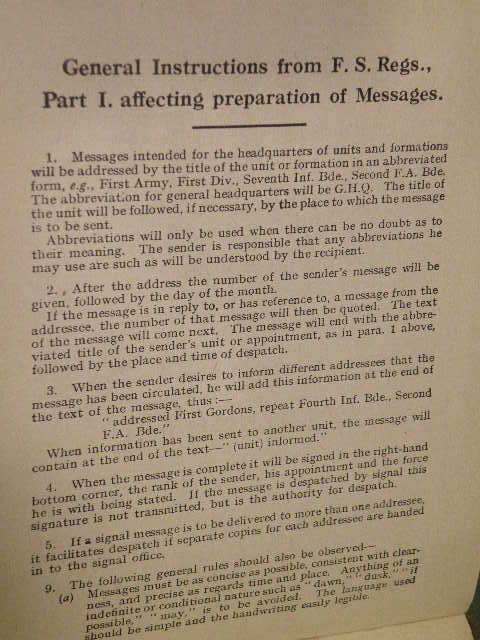 General Instructions from F. S. Regs.,
Part I. affecting preparation of Messages.
1. Messages intended for the headquarters of units and formations
will be addressed by the title of the unit or formation in an abbreviated
form, e.g., First Army, First Div., Seventh Inf. Bde., Second F.A. Bde.
The abbreviation for general headquarters will be G.H.Q. The title of
the unit will be followed, if necessary, by the place to which the message
is to be sent.
Abbreviations will only be used when there can be no doubt as to
their meaning. The sender is responsible that any abbreviations he
may use are such as will be understood by the recipient.
2. After the address the number of the sender's message will be
given, followed by the day of the month.
If the message is in reply to, or has reference to, a message from the
addressee, the number of that message will then be quoted. The text
of the message will come next. The message will end with the abbre-
viated title of the sender's unit or appointment, as in para. 1 above,
followed by the place and time of despatch.
3. When the sender desires to inform different addressees that the
message has been circulated, he will add this information at the end of
the text of the message, thus :—
" addressed First Gordons, repeat Fourth Inf. Bde., Second
F.A. Bde."
When information has been sent to another unit, the message will
contain at the end of the text—" (unit) informed."
4. When the message is complete it will be signed in the right-hand
bottom corner, the rank of the sender, his appointment and the force
he is with being stated. If the message is despatched by signal this
signature is not transmitted, but is the authority for despatch.
5. If a signal message is to be delivered to more than one addressee,
it facilitates despatch if separate copies for each addressee are handed
in to the signal office.
9. The following general rules should also be observed—
(a) Messages must be as concise as possible, consistent with clear-
ness, and precise as regards time and place. Anything of an
indefinite or conditional nature such as " dawn," " dusk," " if
possible," " may," is to be avoided. The language used
should be simple and the handwriting easily legible.